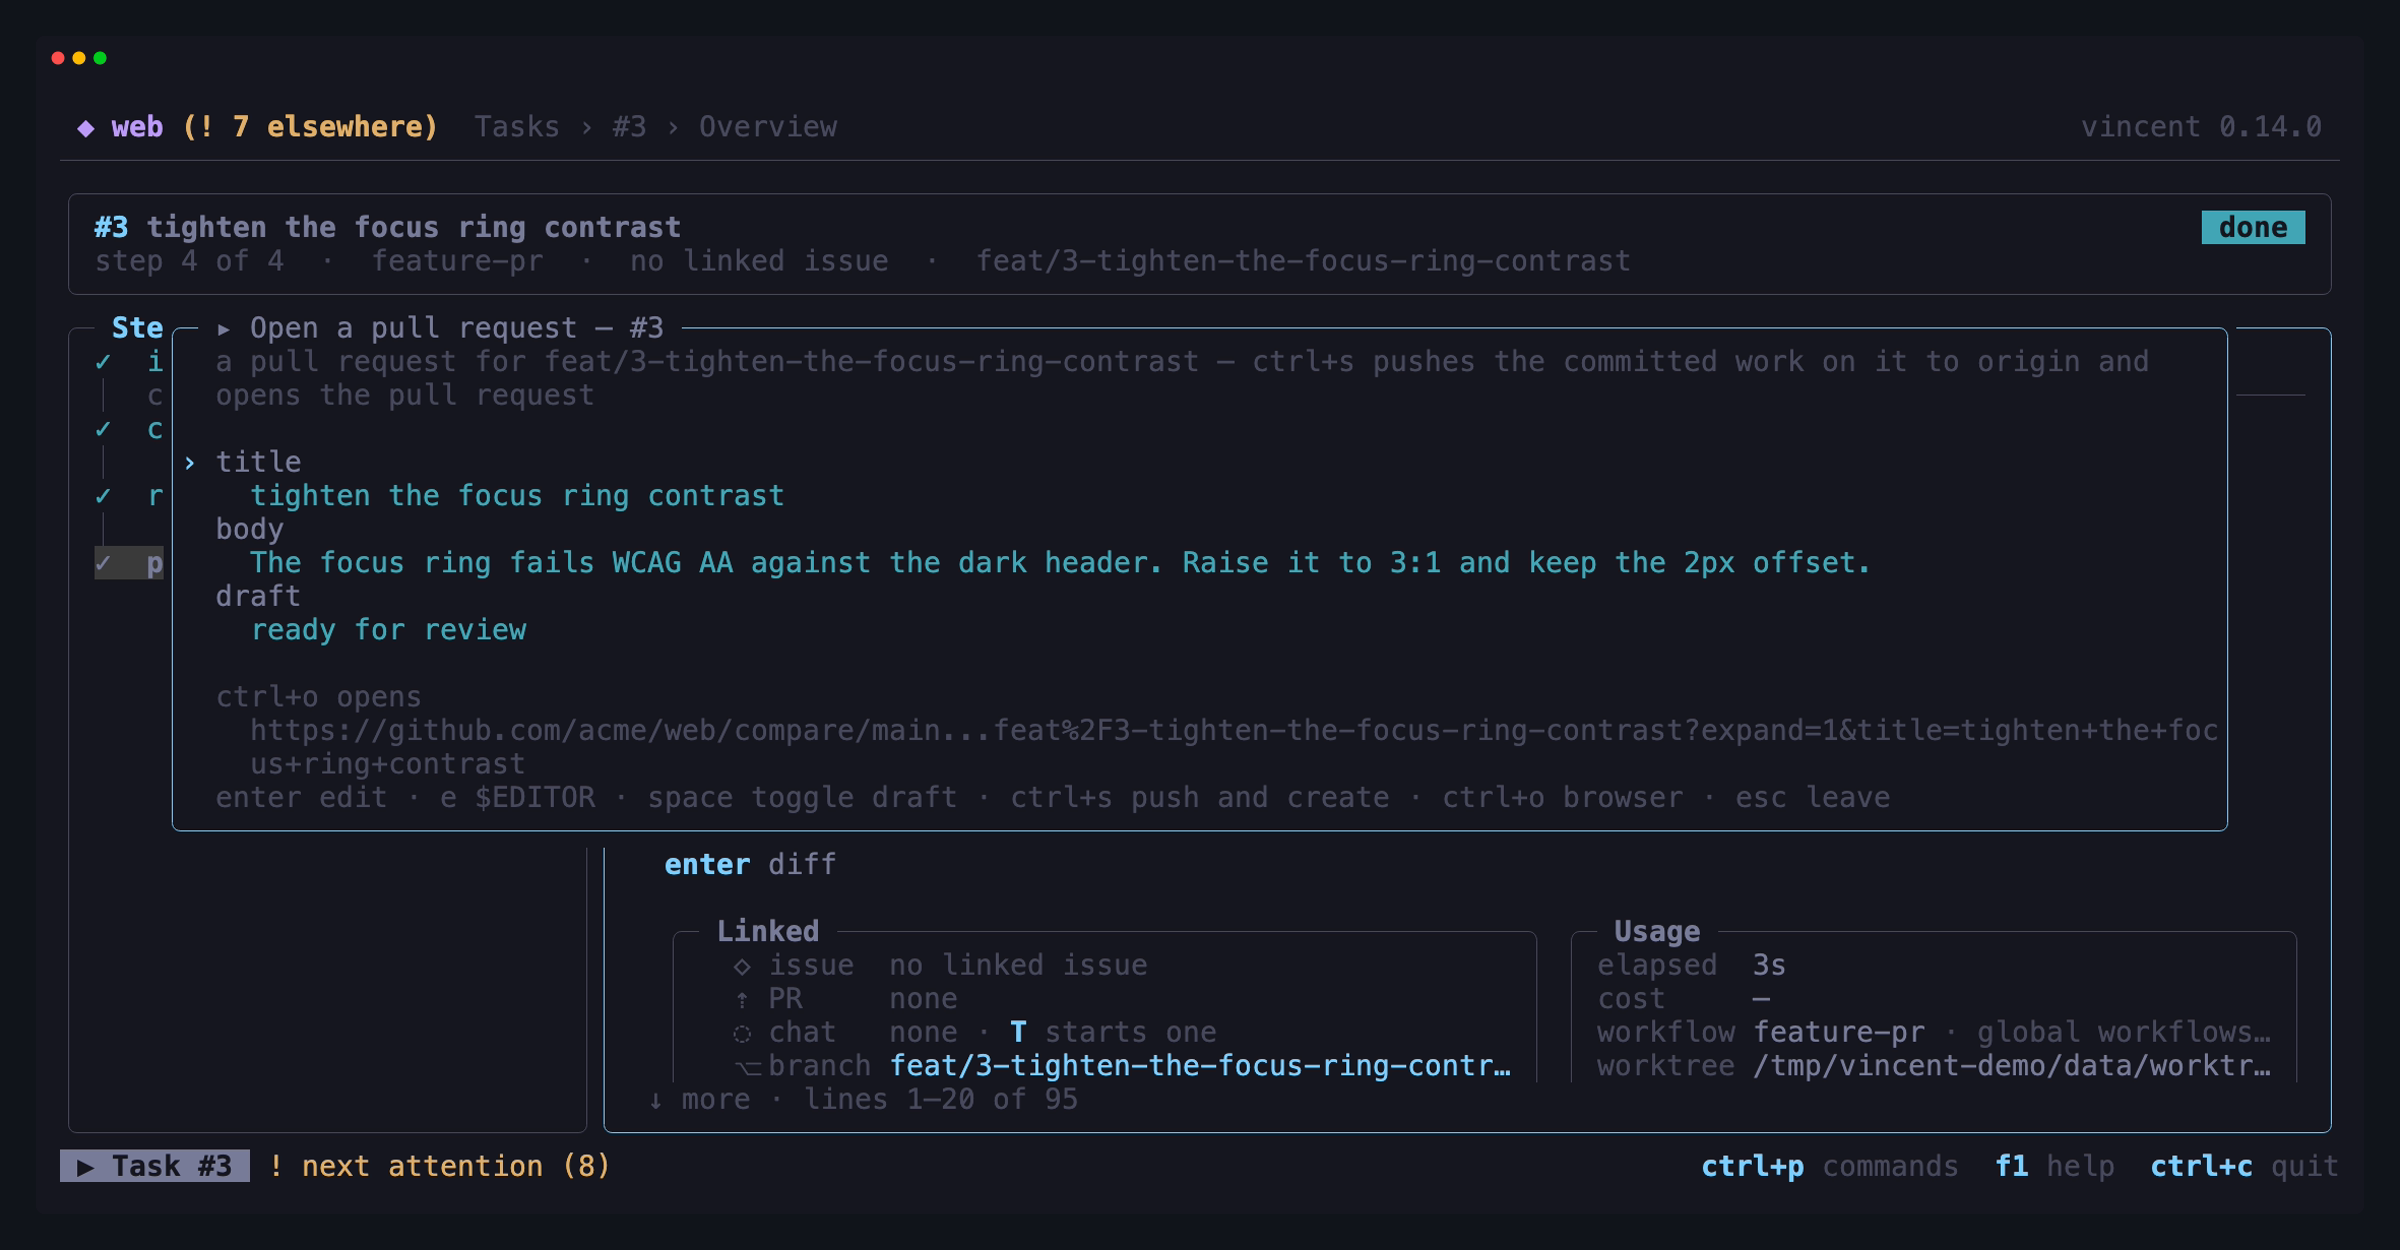 ◆ web (! 7 elsewhere)  Tasks › #3 › Overview  vincent 0.14.0
#3 tighten the focus ring contrast  done
step 4 of 4 · feature-pr · no linked issue · feat/3-tighten-the-focus-ring-contrast
Ste  ▸ Open a pull request — #3
✓ i  a pull request for feat/3-tighten-the-focus-ring-contrast — ctrl+s pushes the committed work on it to origin and
c  opens the pull request
✓ c
› title
✓ r  tighten the focus ring contrast
body
✓ p  The focus ring fails WCAG AA against the dark header. Raise it to 3:1 and keep the 2px offset.
draft
ready for review
ctrl+o opens
https://github.com/acme/web/compare/main...feat%2F3-tighten-the-focus-ring-contrast?expand=1&title=tighten+the+foc
us+ring+contrast
enter edit · e $EDITOR · space toggle draft · ctrl+s push and create · ctrl+o browser · esc leave
enter diff
Linked  Usage
◇ issue  no linked issue  elapsed  3s
⇡ PR  none  cost  —
◌ chat  none · T starts one  workflow  feature-pr · global workflows…
⌥ branch  feat/3-tighten-the-focus-ring-contr…  worktree  /tmp/vincent-demo/data/worktr…
↓ more · lines 1–20 of 95
▶ Task #3  ! next attention (8)  ctrl+p commands  f1 help  ctrl+c quit